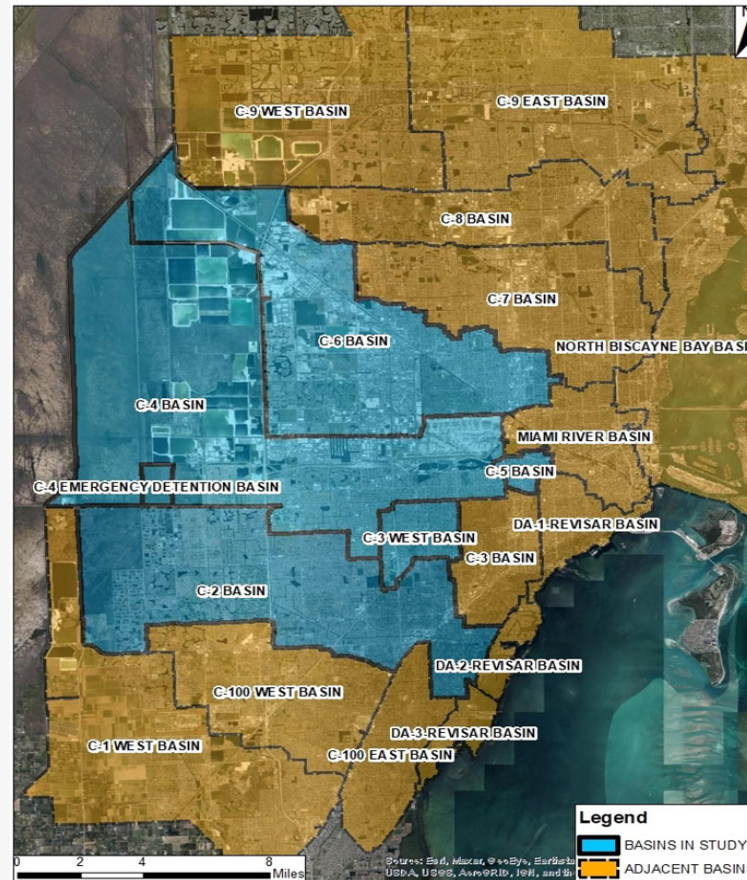 N
C-9 WEST BASIN
C-9 EAST BASIN
C-8 BASIN
C-7 BASIN
C-6 BASIN
NORTH BISCAYNE BAY BASI
C-4 BASIN
MIAMI RIVER BASIN
C-5 BASIN
C-4 EMERGENCY DETENTION BASIN
DA-1-REVISAR BASIN
C-3 WEST BASIN
C-3 BASIN
C-2 BASIN
DA-2-REVISAR BASIN
C-100 WEST BASIN
DA-3-REVISAR BASIN
C-1 WEST BASIN
C-100 EAST BASIN
Legend
BASINS IN STUDY
ADJACENT BASIN
0 2 4 8
Miles
Source: Esri, Maxar, GeoEye, Earthsta
USDA, USGS, AeroGRID, IGN, and th